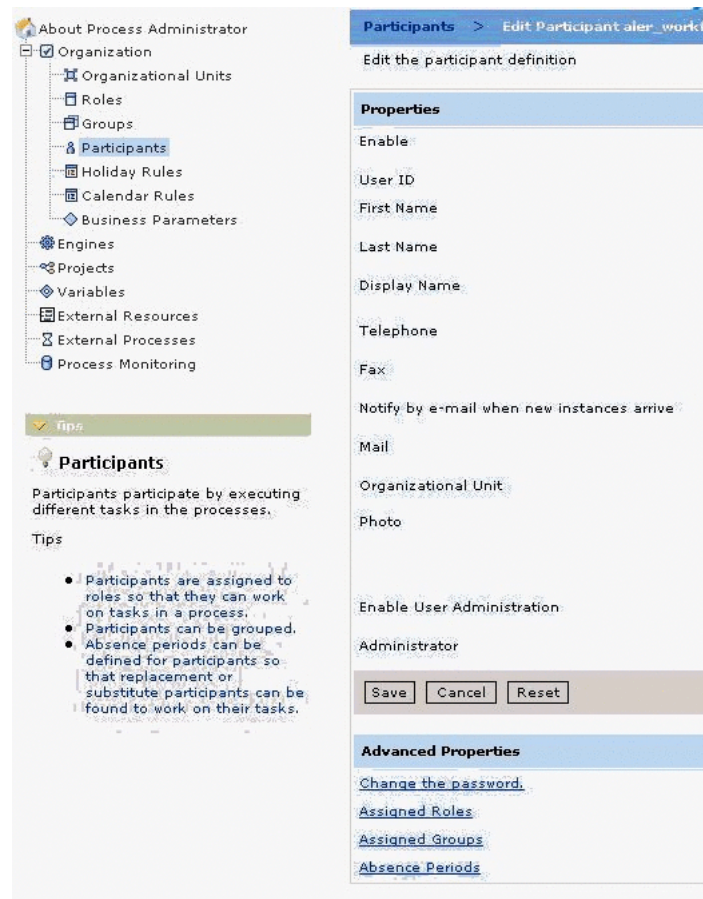 About Process Administrator
Organization
Organizational Units
Roles
Groups
Participants
Holiday Rules
Calendar Rules
Business Parameters
Engines
Projects
Variables
External Resources
External Processes
Process Monitoring
Tips
Participants
Participants participate by executing
different tasks in the processes.
Tips
Participants are assigned to
roles so that they can work
on tasks in a process.
Participants can be grouped.
Absence periods can be
defined for participants so
that replacement or
substitute participants can be
found to work on their tasks.
Participants > Edit Participant aler_workf
Edit the participant definition
Properties
Enable
User ID
First Name
Last Name
Display Name
Telephone
Fax
Notify by e-mail when new instances arrive
Mail
Organizational Unit
Photo
Enable User Administration
Administrator
Save Cancel Reset
Advanced Properties
Change the password.
Assigned Roles
Assigned Groups
Absence Periods